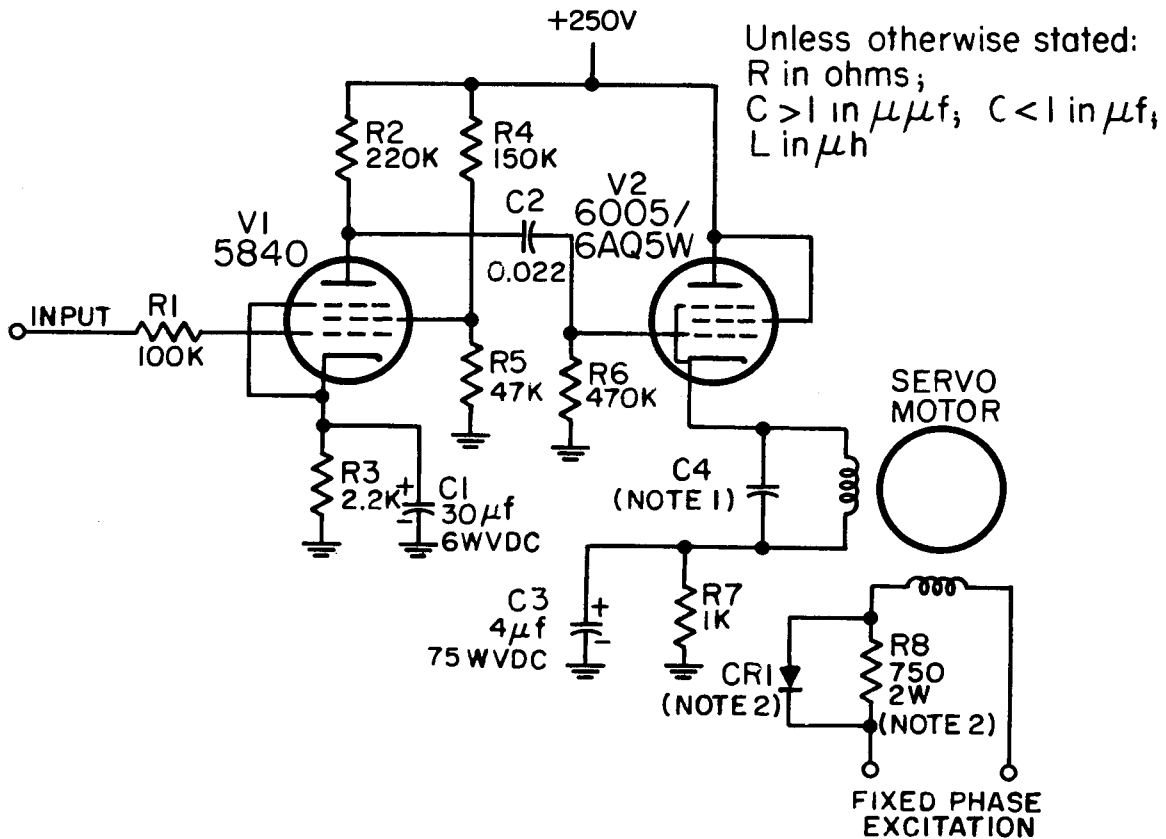 +250V
Unless otherwise stated:
R in ohms;
C >1 in μμf; C <1 in μf;
L in μh
R2
220K
R4
150K
V1
5840
C2
0.022
V2
6005/
6AQ5W
INPUT
R1
100K
R5
47K
R6
470K
R3
2.2K
+
-
C1
30μf
6WVDC
SERVO
MOTOR
C4
(NOTE 1)
C3
4μf
75WVDC
+
-
R7
1K
CR1
(NOTE 2)
R8
750
2W
(NOTE 2)
FIXED PHASE
EXCITATION